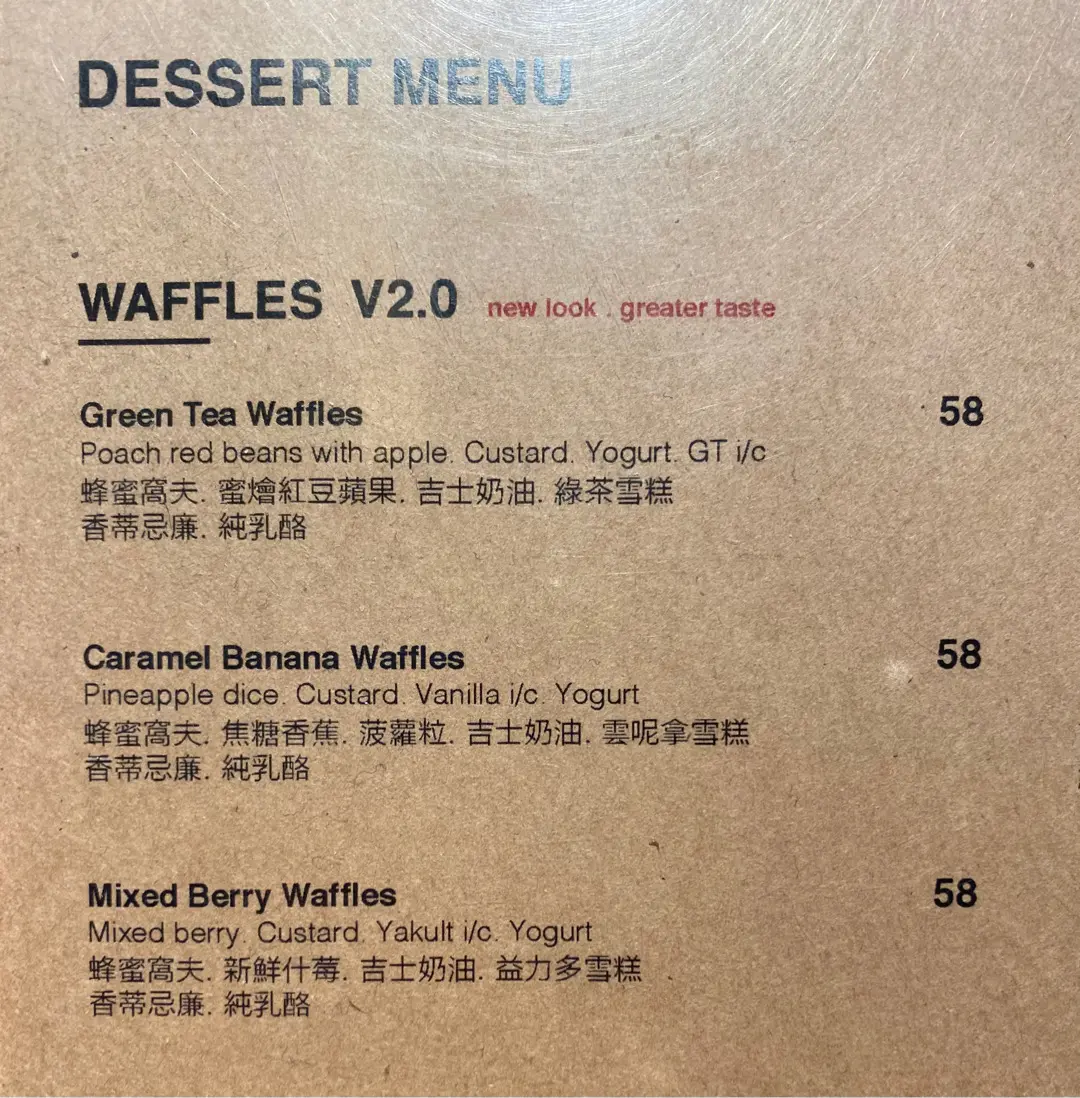 DESSERT MENU
WAFFLES V2.0 new look . greater taste
Green Tea Waffles 58
Poach red beans with apple. Custard. Yogurt. GT i/c
蜂蜜窩夫. 蜜燴紅豆蘋果. 吉士奶油. 綠茶雪糕
香蒂忌廉. 純乳酪
Caramel Banana Waffles 58
Pineapple dice. Custard. Vanilla i/c. Yogurt
蜂蜜窩夫. 焦糖香蕉. 菠蘿粒. 吉士奶油. 雲呢拿雪糕
香蒂忌廉. 純乳酪
Mixed Berry Waffles 58
Mixed berry. Custard. Yakult i/c. Yogurt
蜂蜜窩夫. 新鮮什莓. 吉士奶油. 益力多雪糕
香蒂忌廉. 純乳酪